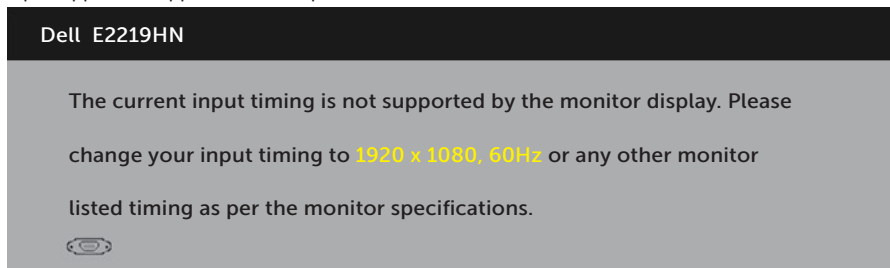 Dell E2219HN
The current input timing is not supported by the monitor display. Please
change your input timing to 1920 x 1080, 60Hz or any other monitor
listed timing as per the monitor specifications.